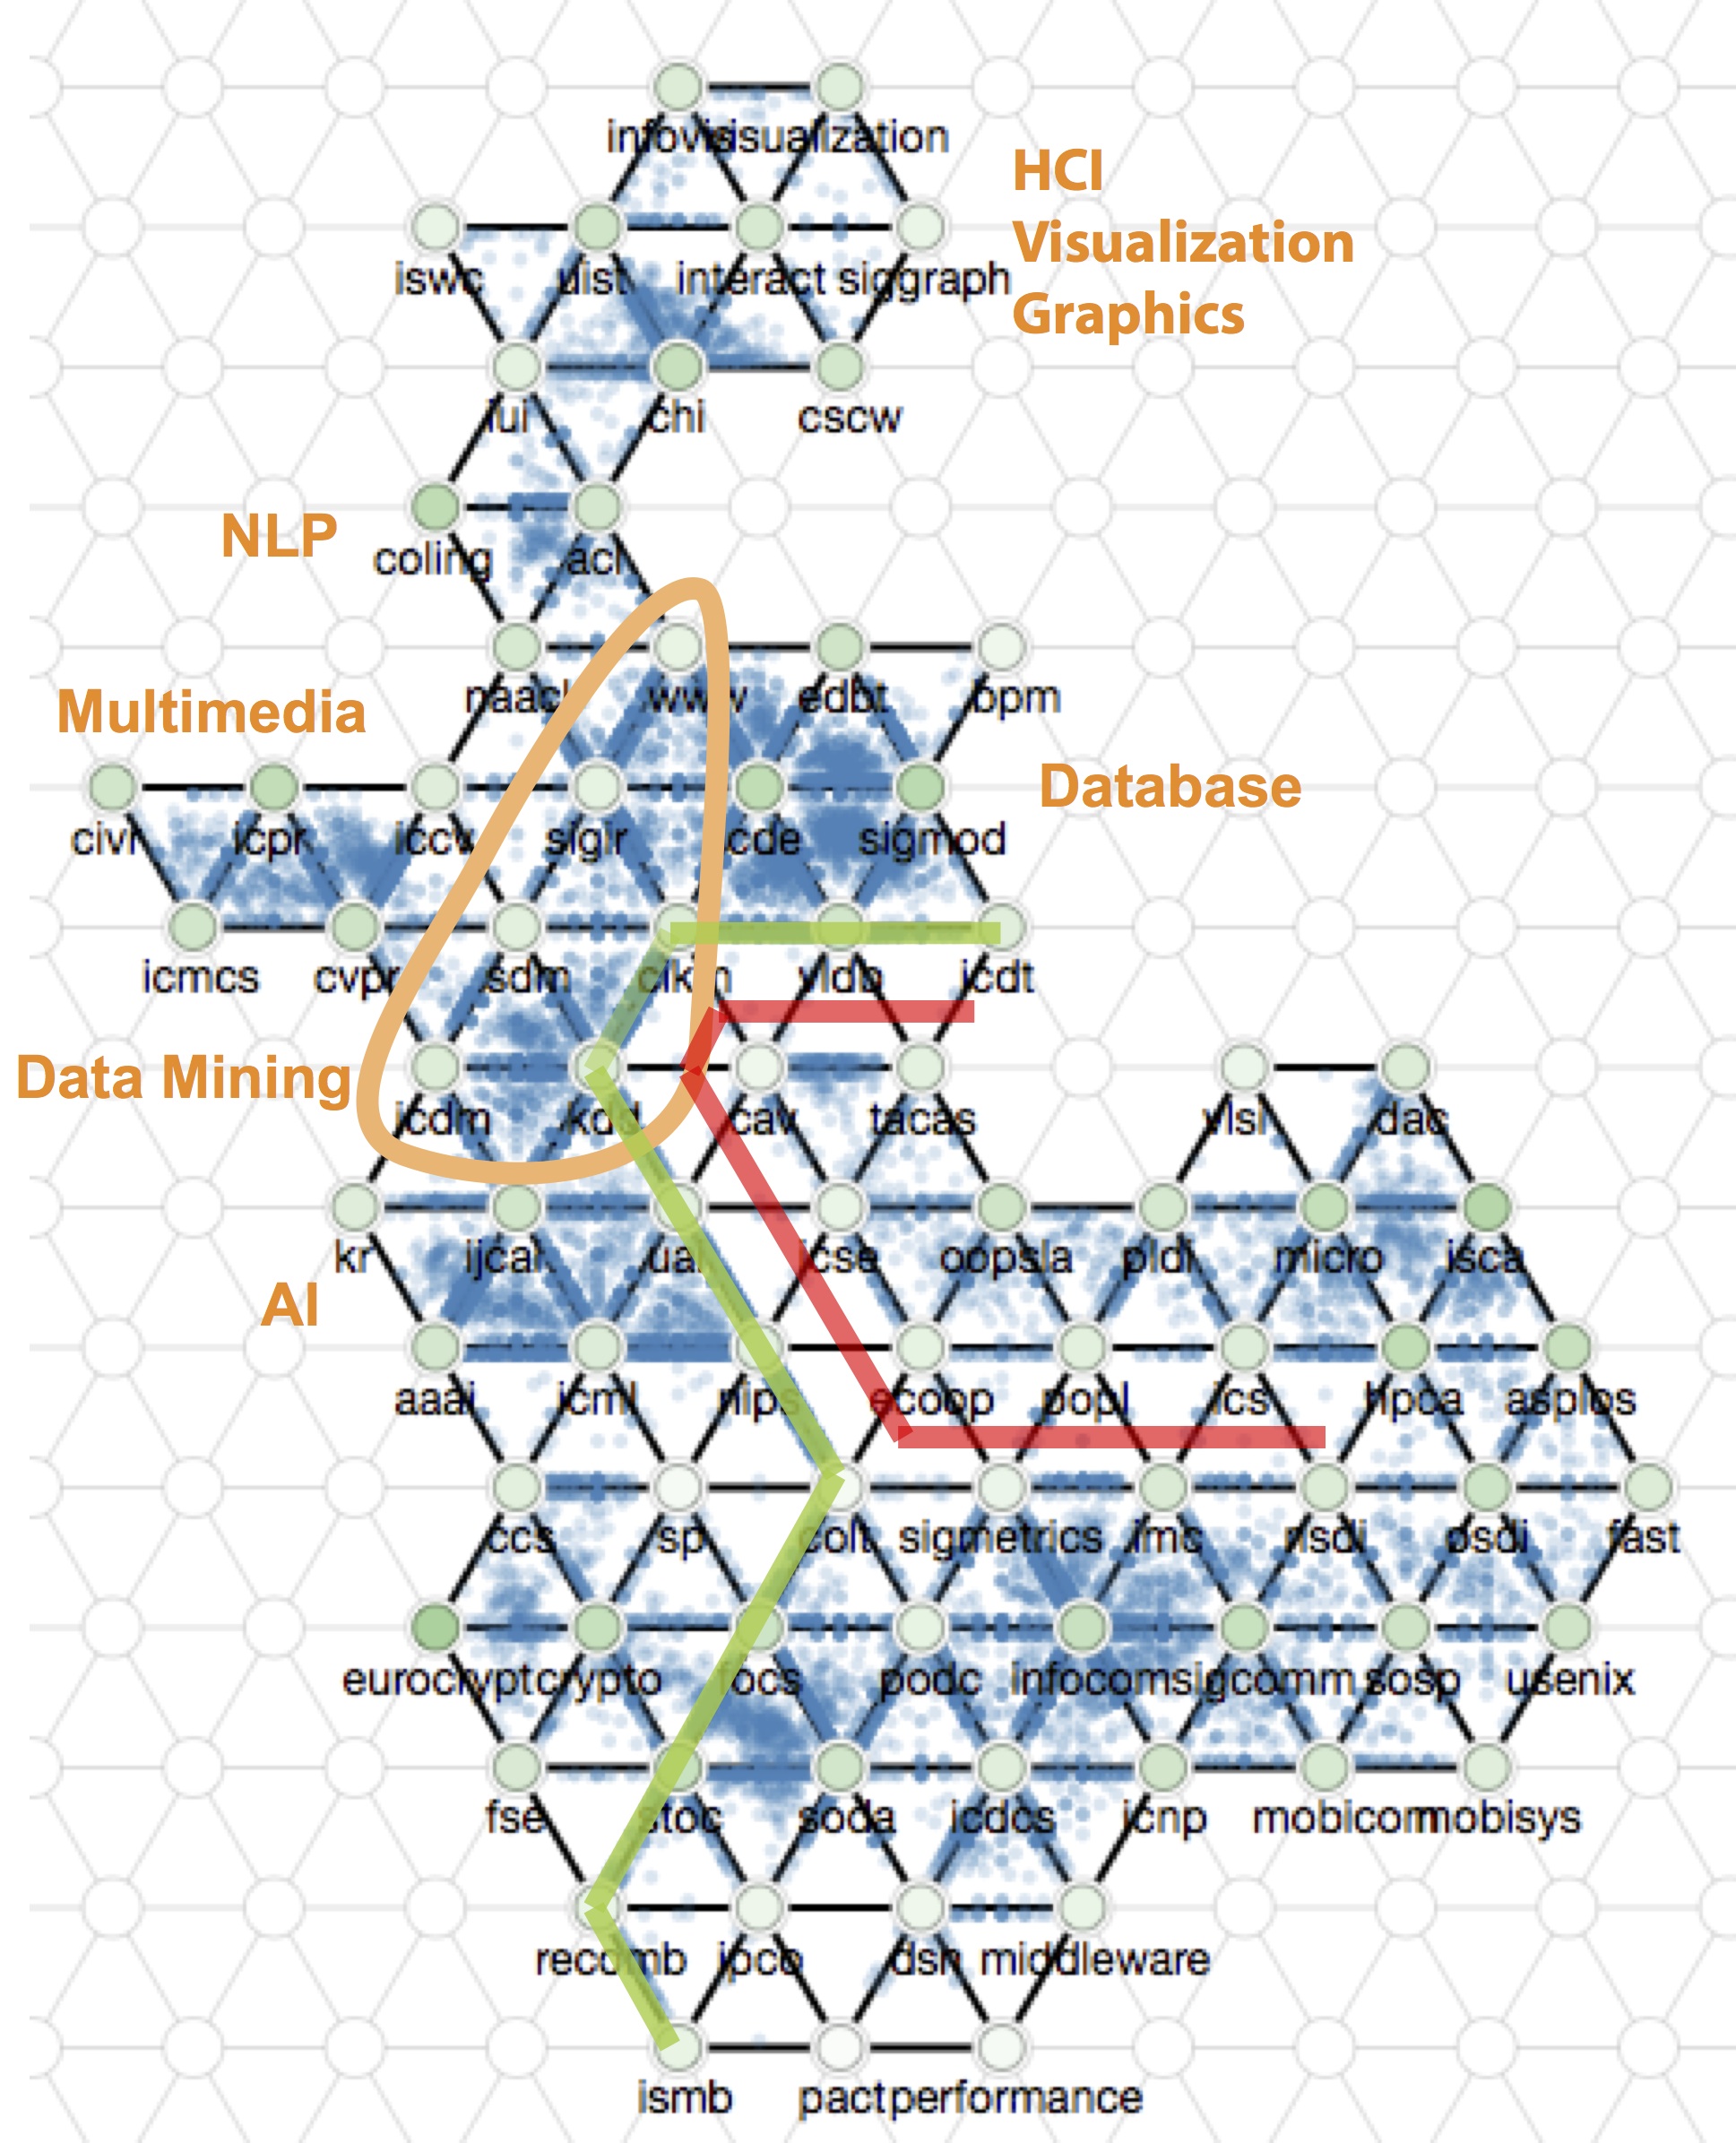 infovis visualization
HCI
Visualization
Graphics
iswc uist interact siggraph
iui chi cscw
NLP
coling acl
naacl www edbt bpm
Multimedia
Database
civr icpr iccv sigir icde sigmod
icmcs cvpr sdm cikm vldb icdt
Data Mining
icdm kdd cav tacas vlsi dac
kr ijcai uai icse oopsla pldi micro isca
AI
aaai icml nips ecoop popl ics hpca asplos
ccs sp colt sigmetrics imc nsdi osdi fast
eurocrypt crypto focs podc infocom sigcomm sosp usenix
fse stoc soda icdcs icnp mobicom mobisys
recomb ipco dsn middleware
ismb pact performance